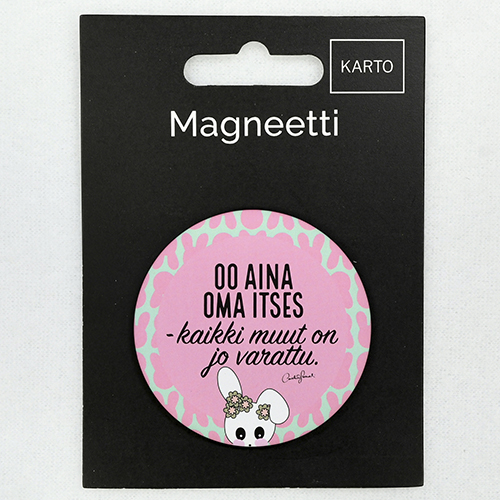 KARTO
Magneetti
OO AINA
OMA ITSES
-kaikki muut on
jo varattu.